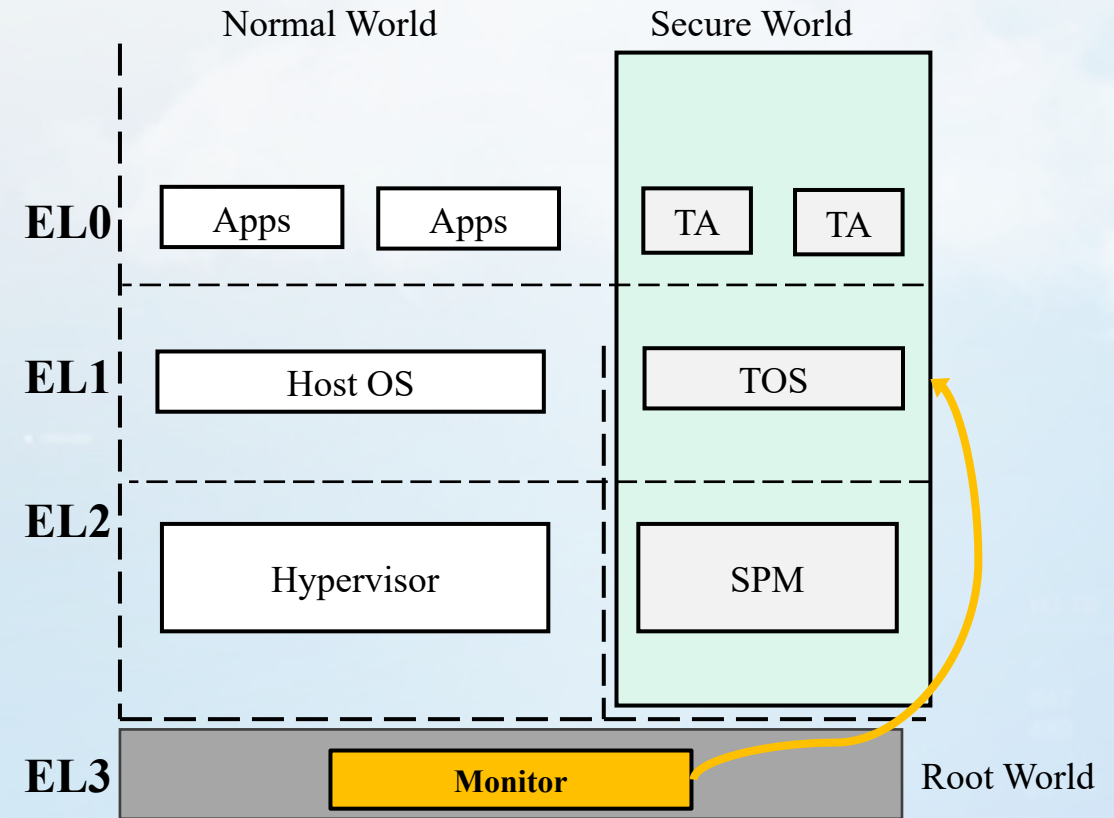 Normal World
Secure World
EL0
Apps
Apps
TA
TA
EL1
Host OS
TOS
EL2
Hypervisor
SPM
EL3
Monitor
Root World